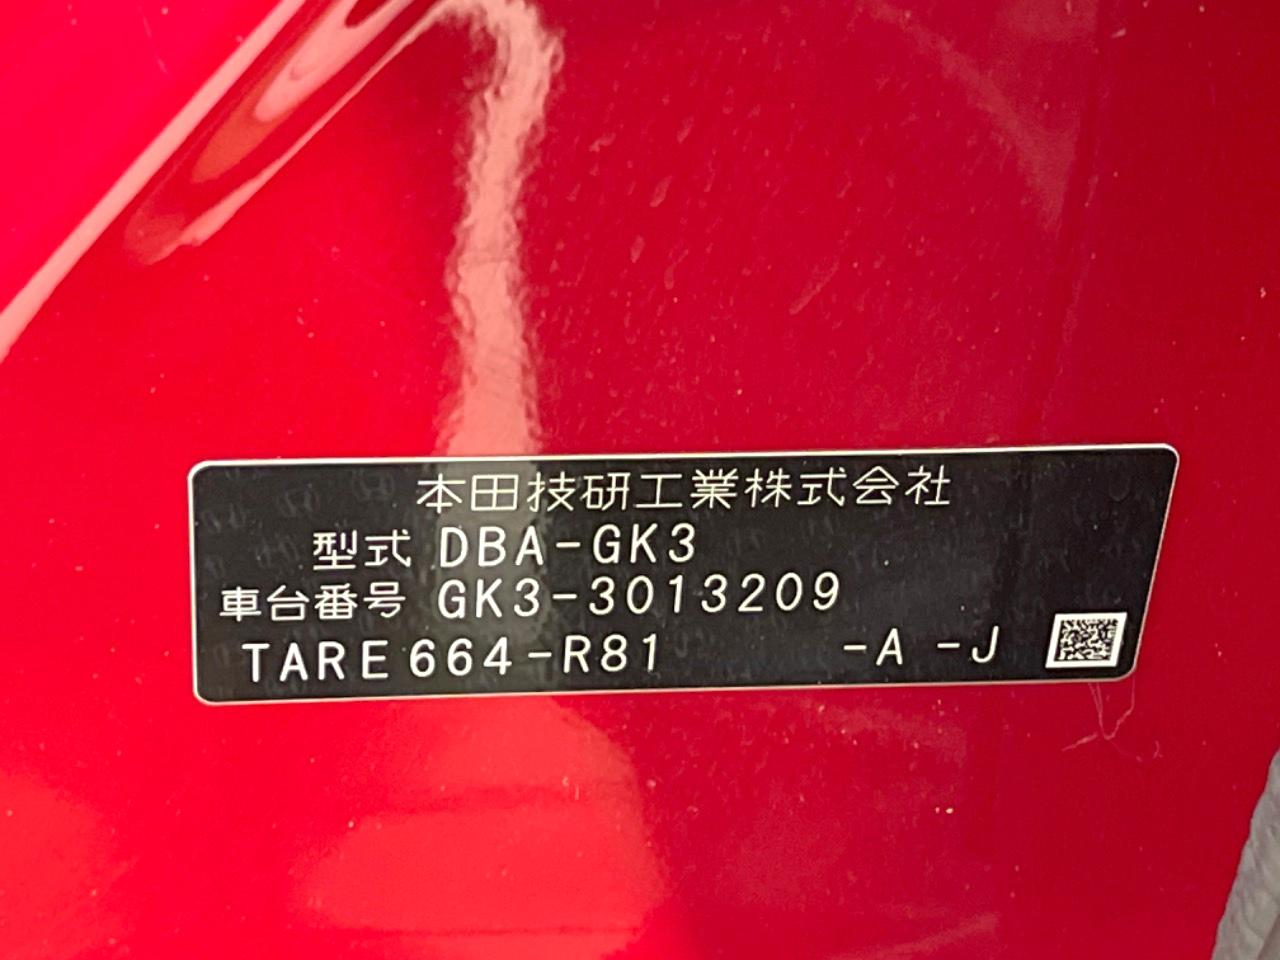 本田技研工業株式会社
型式 DBA-GK3
車台番号 GK3-3013209
TARE664-R81 -A -J